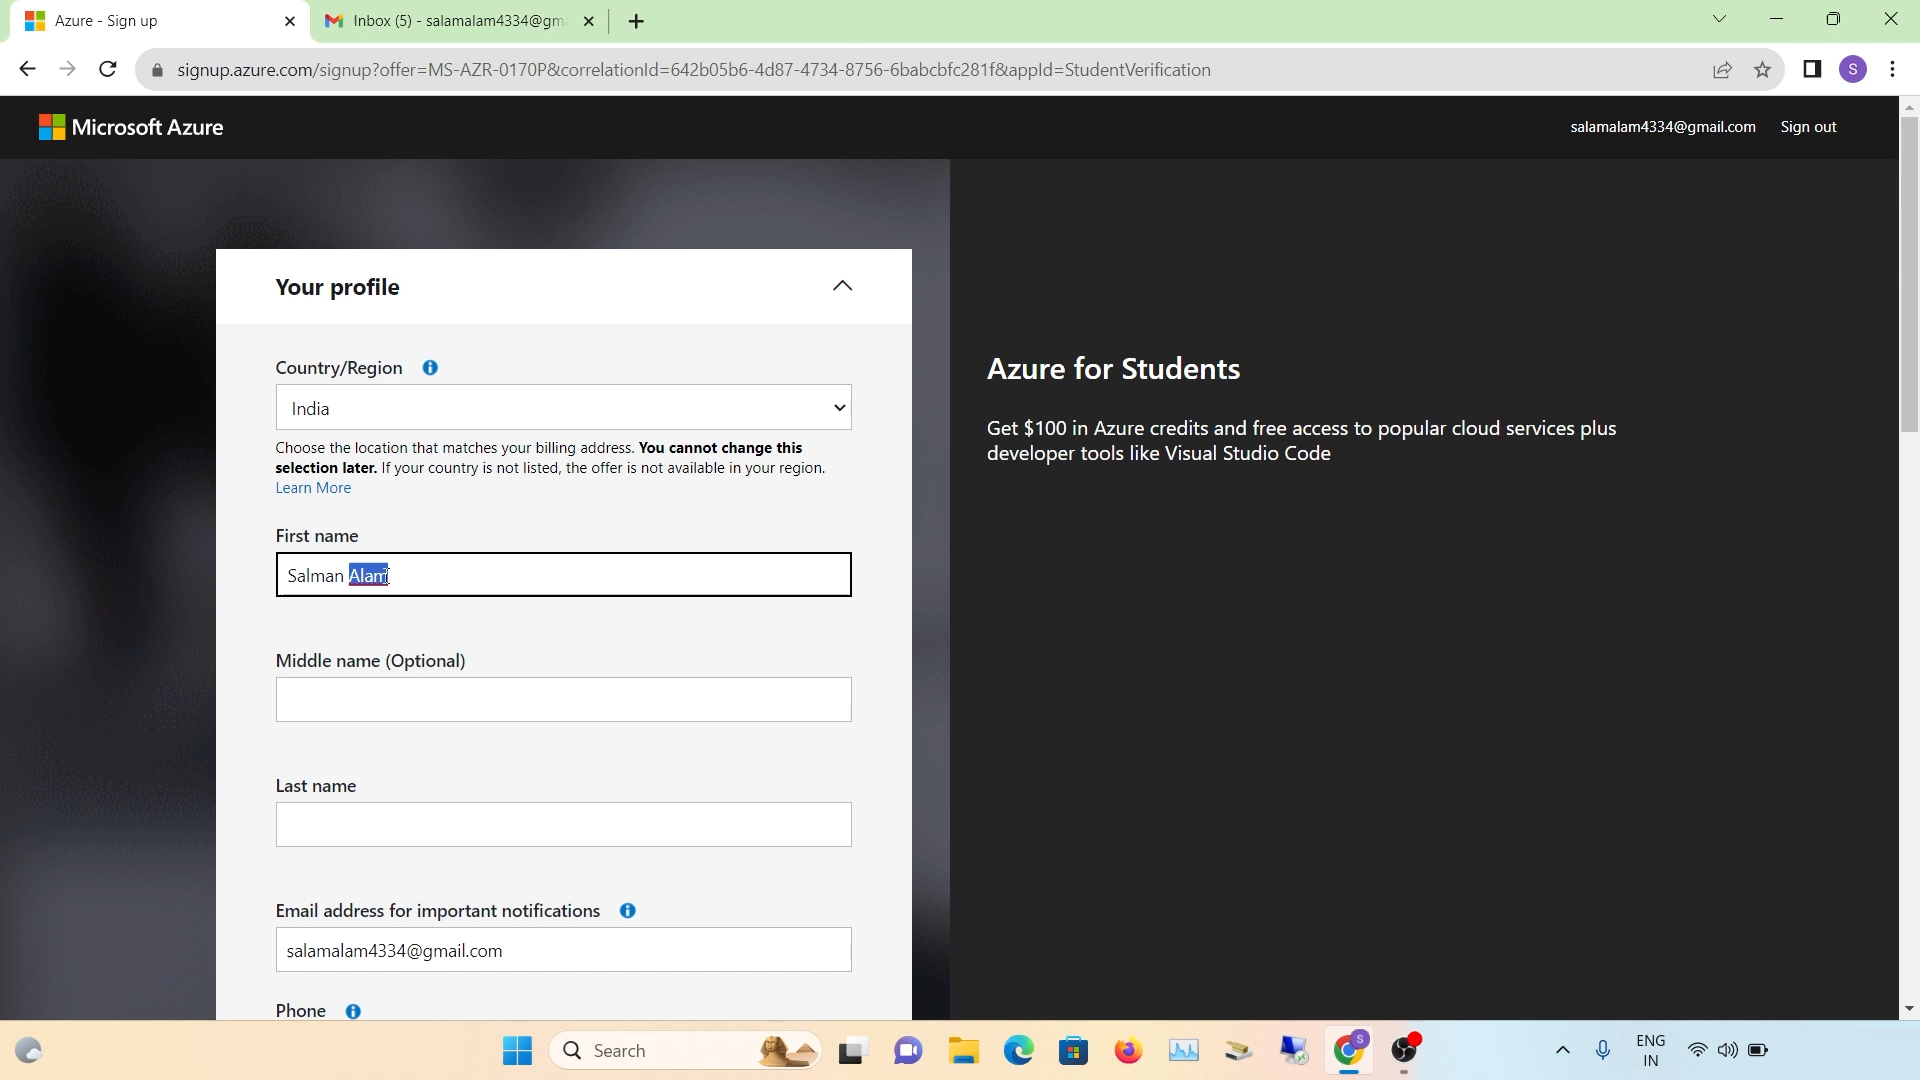 Azure - Sign up
Inbox (5) - salamalam4334@gm
signup.azure.com/signup?offer=MS-AZR-0170P&correlationId=642b05b6-4d87-4734-8756-6babcbfc281f&appId=StudentVerification
S
Microsoft Azure
salamalam4334@gmail.com
Sign out
Your profile
Country/Region
India
Choose the location that matches your billing address. You cannot change this
selection later. If your country is not listed, the offer is not available in your region.
Learn More
First name
Salman Alam
Middle name (Optional)
Last name
Email address for important notifications
salamalam4334@gmail.com
Phone
Azure for Students
Get $100 in Azure credits and free access to popular cloud services plus
developer tools like Visual Studio Code
Search
S
ENG
IN